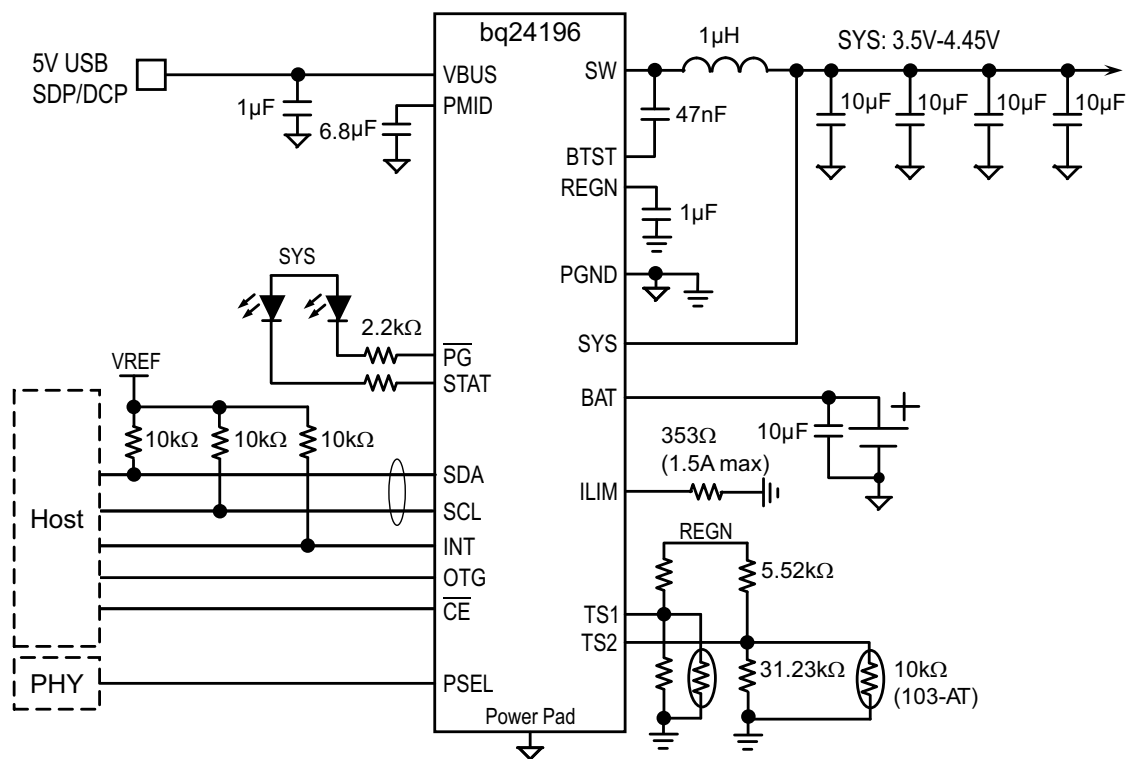 bq24196
5V USB
SDP/DCP
1µF
6.8µF
VBUS
PMID
SW
1µH
SYS: 3.5V-4.45V
47nF
10µF
10µF
10µF
10µF
BTST
REGN
1µF
PGND
SYS
SYS
2.2kΩ
PG
STAT
VREF
10kΩ
10kΩ
10kΩ
BAT
10µF
+
353Ω
(1.5A max)
ILIM
Host
SDA
SCL
INT
OTG
CE
REGN
5.52kΩ
TS1
TS2
31.23kΩ
10kΩ
(103-AT)
PHY
PSEL
Power Pad